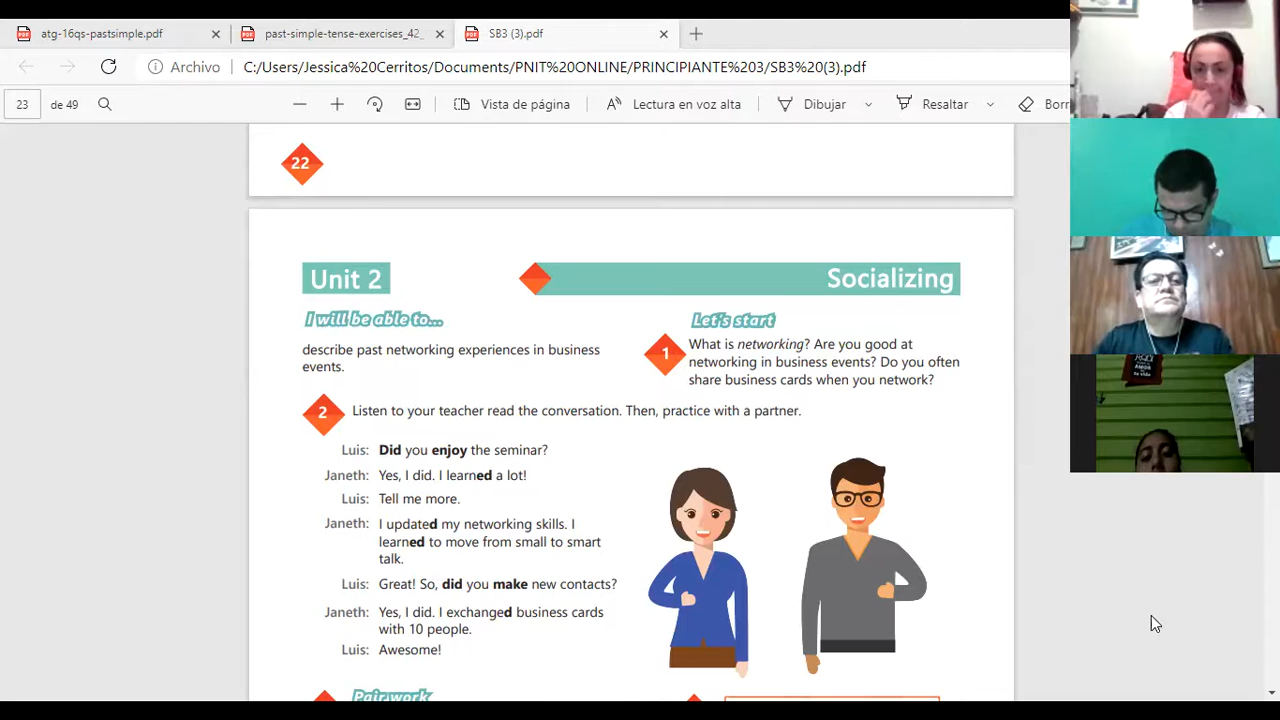 atg-16qs-pastsimple.pdf
past-simple-tense-exercises_42_
SB3 (3).pdf
Archivo
C:/Users/Jessica%20Cerritos/Documents/PNIT%20ONLINE/PRINCIPIANTE%203/SB3%20(3).pdf
23 de 49
Vista de página
Lectura en voz alta
Dibujar
Resaltar
Borr
22
Unit 2
Socializing
I will be able to...
describe past networking experiences in business
events.
Let's start
1
What is networking? Are you good at
networking in business events? Do you often
share business cards when you network?
2
Listen to your teacher read the conversation. Then, practice with a partner.
Luis: Did you enjoy the seminar?
Janeth: Yes, I did. I learned a lot!
Luis: Tell me more.
Janeth: I updated my networking skills. I
learned to move from small to smart
talk.
Luis: Great! So, did you make new contacts?
Janeth: Yes, I did. I exchanged business cards
with 10 people.
Luis: Awesome!
Pair work